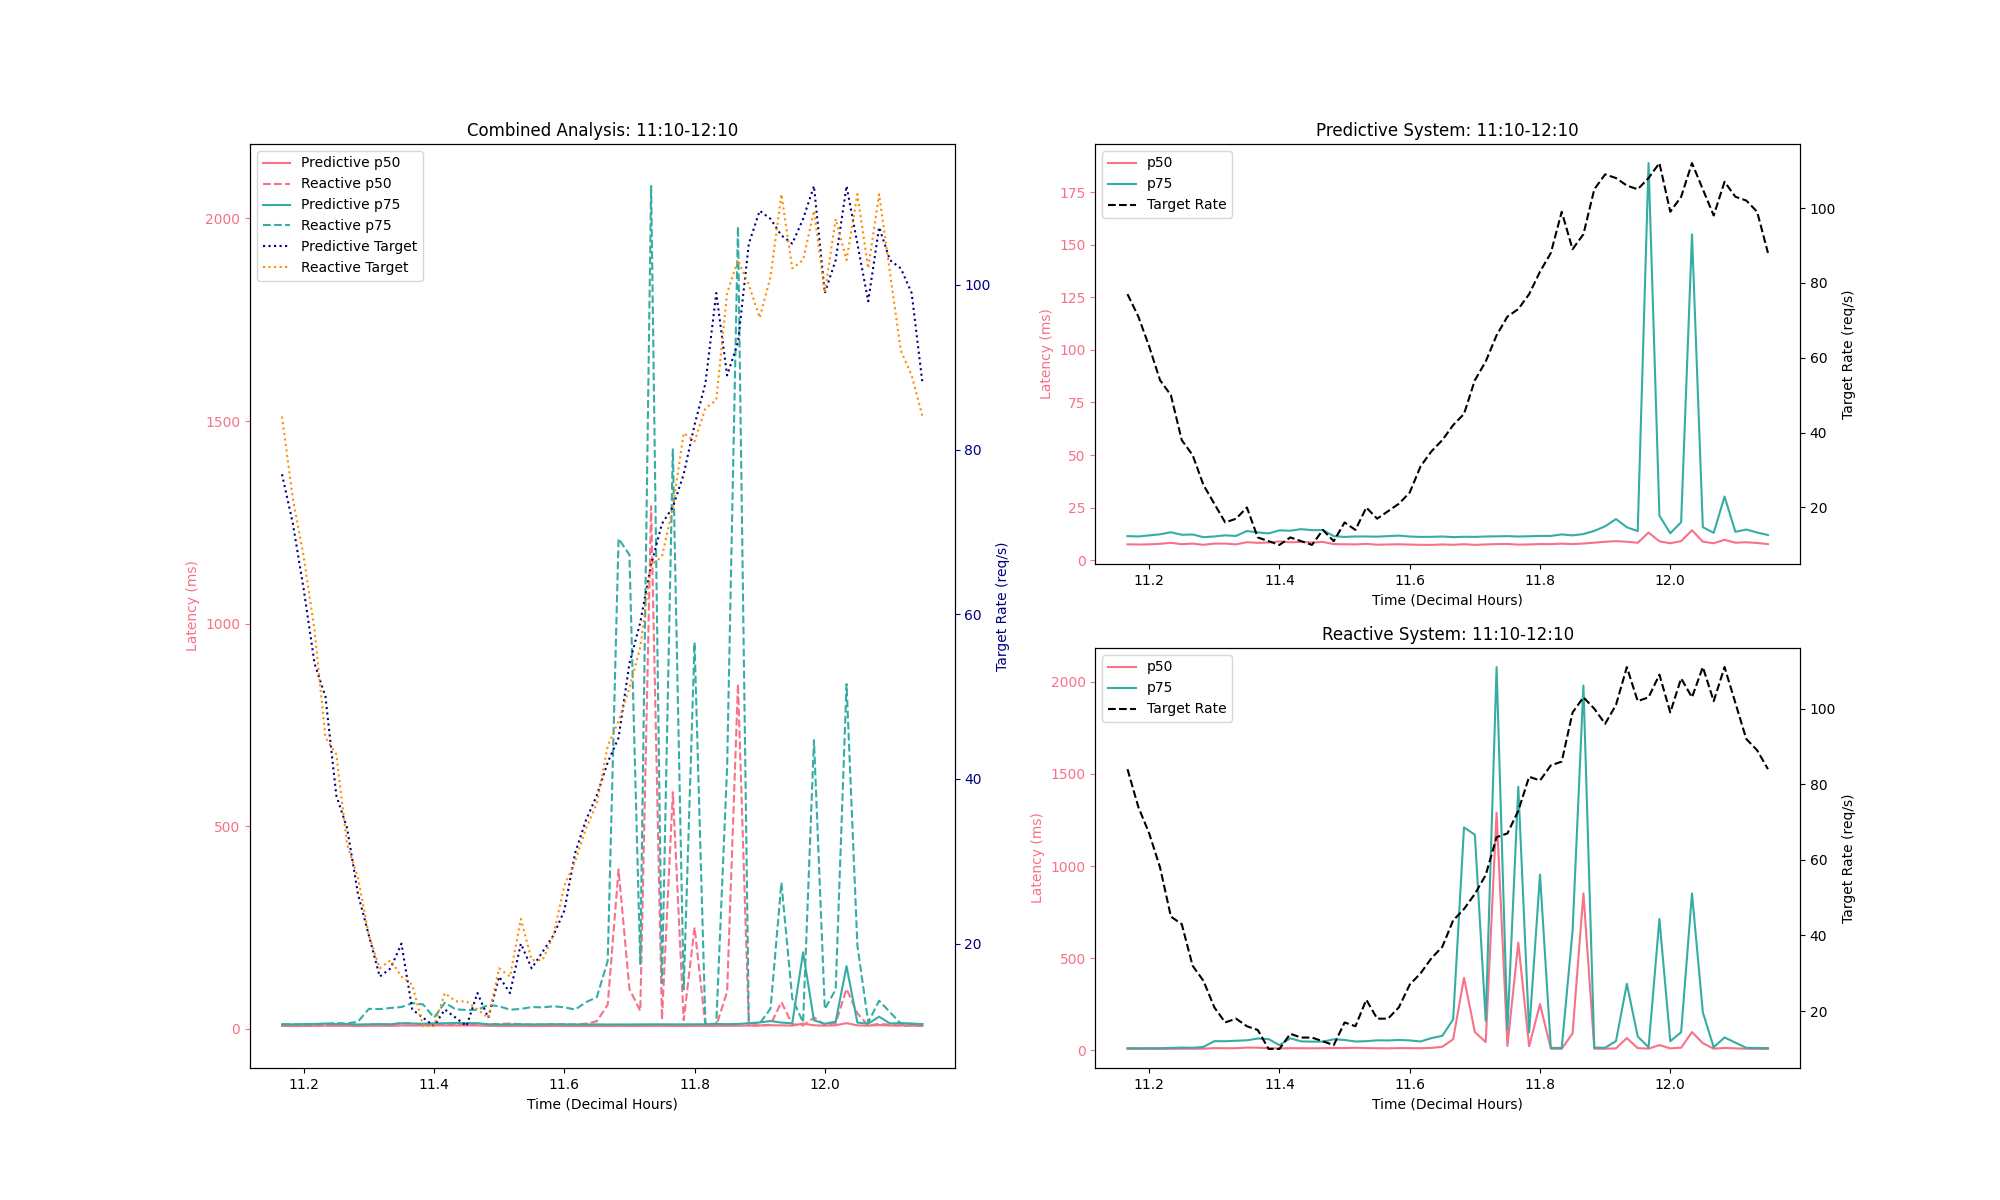 Combined Analysis: 11:10-12:10
Predictive p50
Reactive p50
Predictive p75
Reactive p75
Predictive Target
Reactive Target
2000
1500
1000
500
0
Latency (ms)
100
80
60
40
20
Target Rate (req/s)
11.2 11.4 11.6 11.8 12.0
Time (Decimal Hours)
Predictive System: 11:10-12:10
p50
p75
Target Rate
175
150
125
100
75
50
25
0
Latency (ms)
100
80
60
40
20
Target Rate (req/s)
11.2 11.4 11.6 11.8 12.0
Time (Decimal Hours)
Reactive System: 11:10-12:10
p50
p75
Target Rate
2000
1500
1000
500
0
Latency (ms)
100
80
60
40
20
Target Rate (req/s)
11.2 11.4 11.6 11.8 12.0
Time (Decimal Hours)